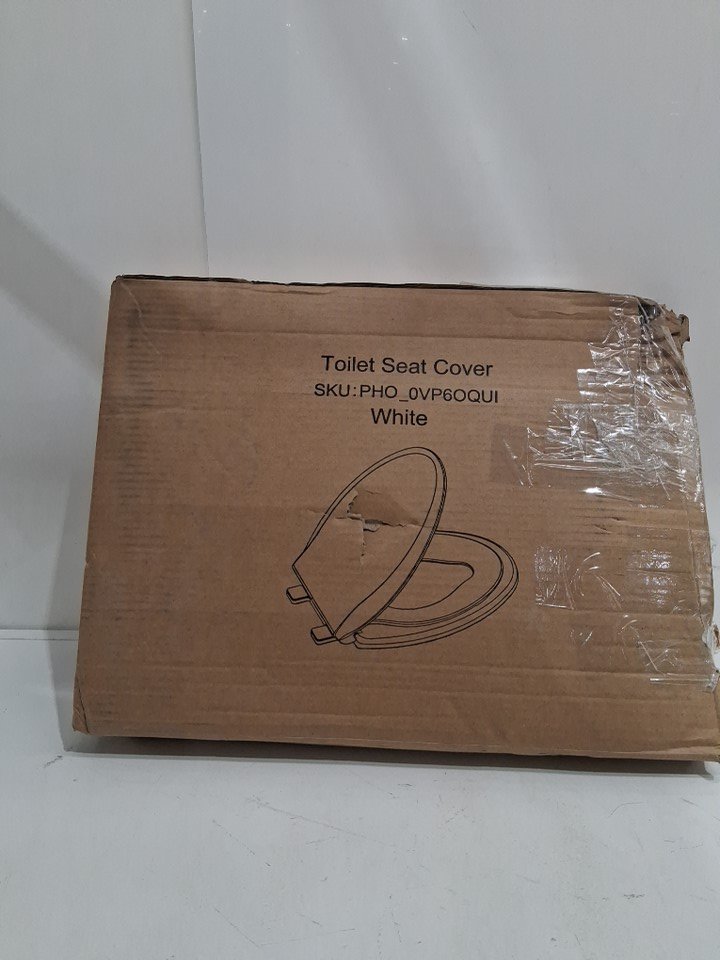 Toilet Seat Cover
SKU:PHO_0VP6OQUI
White